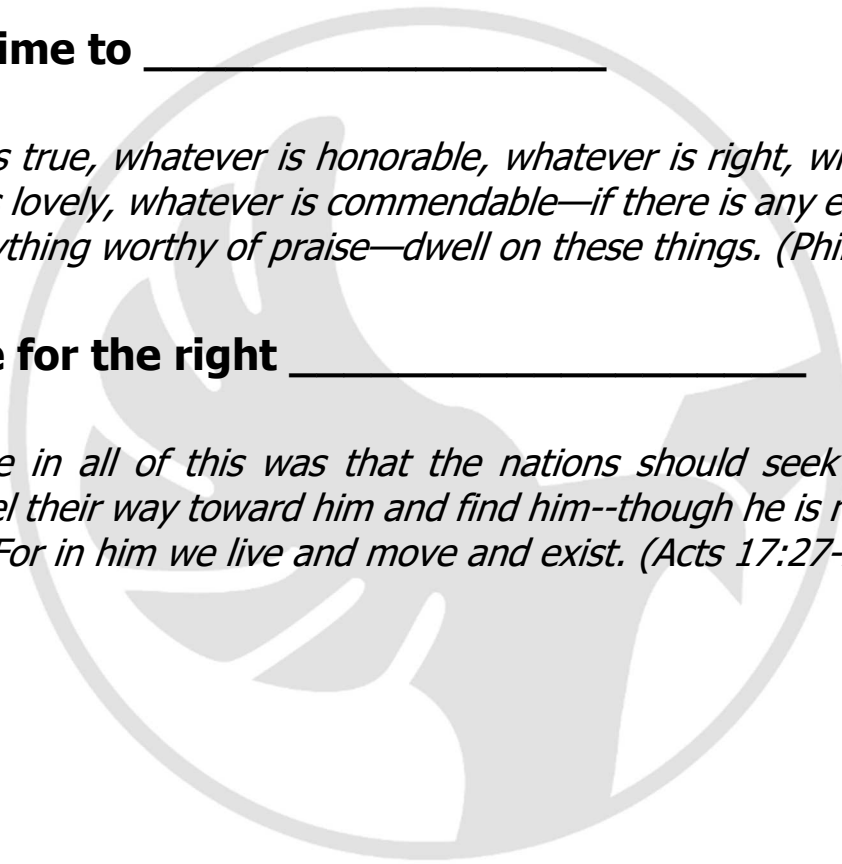 ime to _________________
s true, whatever is honorable, whatever is right, wh
s lovely, whatever is commendable—if there is any e
ything worthy of praise—dwell on these things. (Phil
e for the right ___________________
e in all of this was that the nations should seek
el their way toward him and find him--though he is n
For in him we live and move and exist. (Acts 17:27-